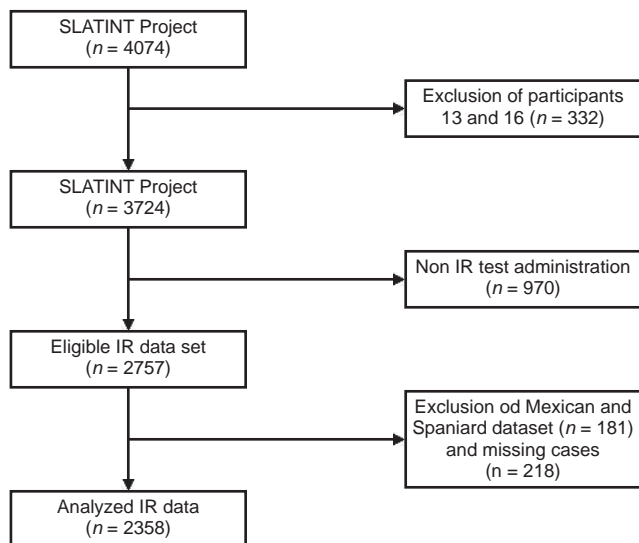 SLATINT Project
(n = 4074)
Exclusion of participants
13 and 16 (n = 332)
SLATINT Project
(n = 3724)
Non IR test administration
(n = 970)
Eligible IR data set
(n = 2757)
Exclusion od Mexican and
Spaniard dataset (n = 181)
and missing cases
(n = 218)
Analyzed IR data
(n = 2358)